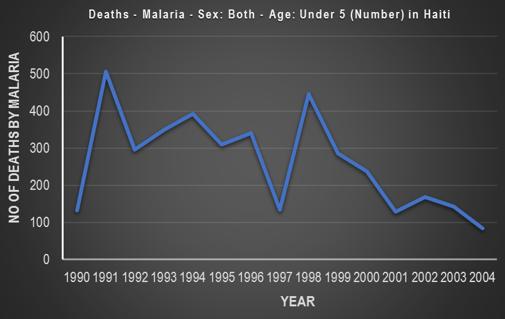 Deaths - Malaria - Sex: Both - Age: Under 5 (Number) in Haiti
NO OF DEATHS BY MALARIA
600
500
400
300
200
100
0
1990 1991 1992 1993 1994 1995 1996 1997 1998 1999 2000 2001 2002 2003 2004
YEAR